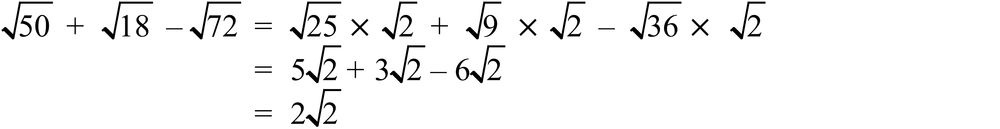 √50 + √18 − √72 = √25 × √2 + √9 × √2 − √36 × √2
= 5√2 + 3√2 − 6√2
= 2√2